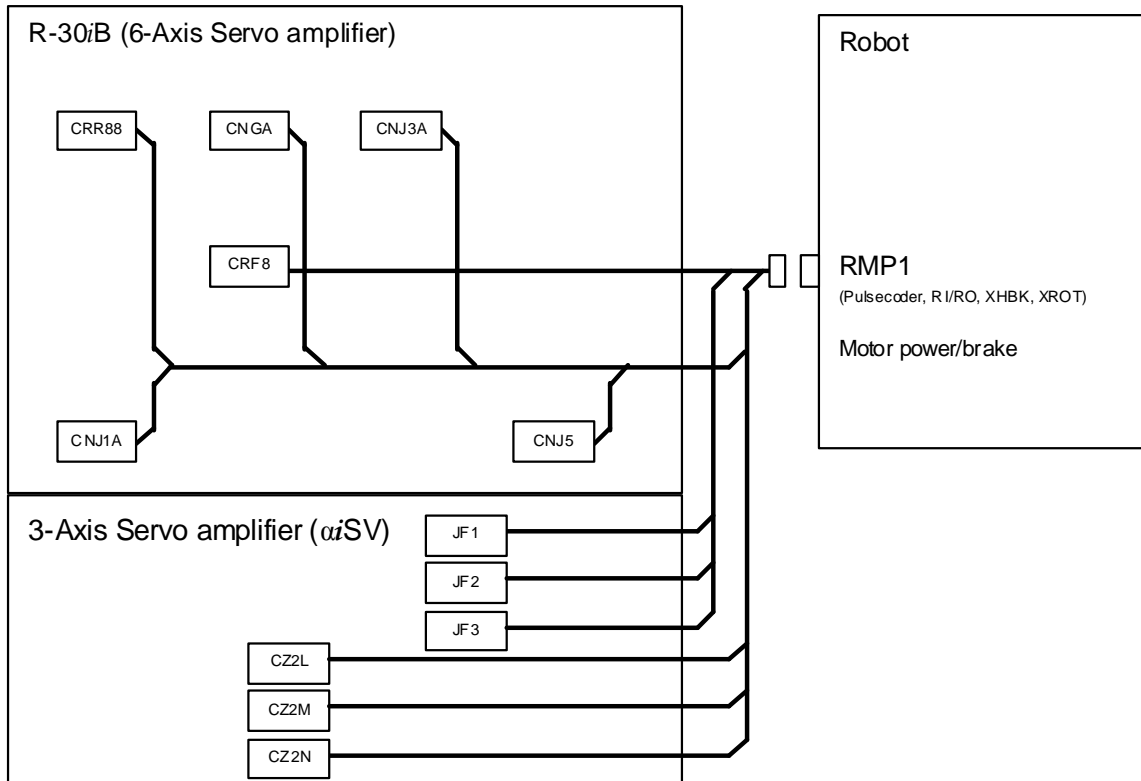 R-30iB (6-Axis Servo amplifier)
Robot
CRR88
CNGA
CNJ3A
CRF8
RMP1
(Pulsecoder, RI/RO, XHBK, XROT)
Motor power/brake
CNJ1A
CNJ5
3-Axis Servo amplifier (αiSV)
JF1
JF2
JF3
CZ2L
CZ2M
CZ2N